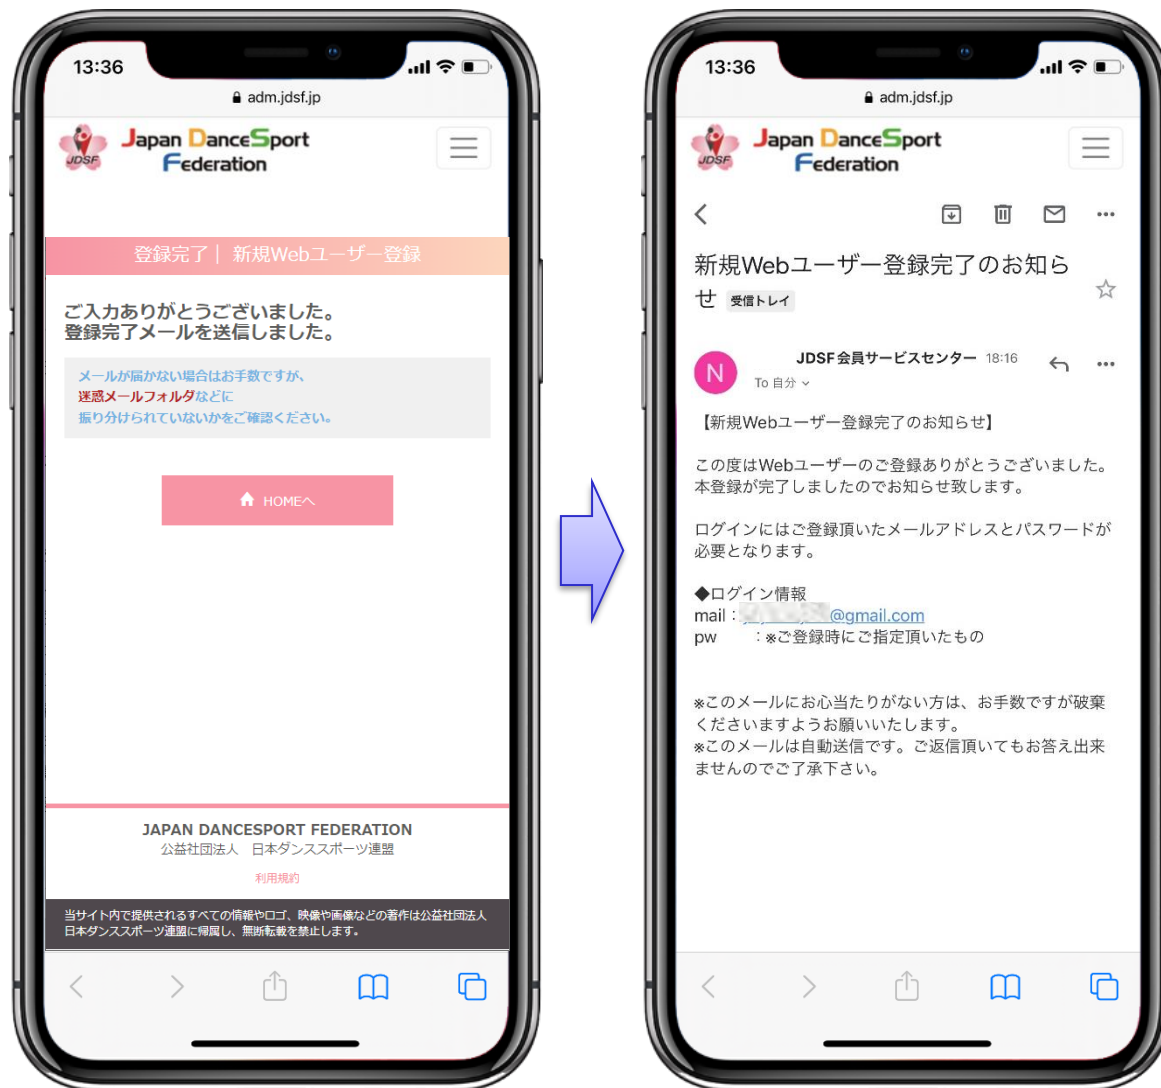 13:36
adm.jdsf.jp
JDSF
Japan DanceSport
Federation
登録完了｜ 新規Webユーザー登録
ご入力ありがとうございました。
登録完了メールを送信しました。
メールが届かない場合はお手数ですが、
迷惑メールフォルダなどに
振り分けられていないかをご確認ください。
HOMEへ
JAPAN DANCESPORT FEDERATION
公益社団法人　日本ダンススポーツ連盟
利用規約
当サイト内で提供されるすべての情報やロゴ、映像や画像などの著作は公益社団法人
日本ダンススポーツ連盟に帰属し、無断転載を禁止します。
13:36
adm.jdsf.jp
JDSF
Japan DanceSport
Federation
新規Webユーザー登録完了のお知ら
せ 受信トレイ
N
JDSF会員サービスセンター 18:16
To 自分
【新規Webユーザー登録完了のお知らせ】
この度はWebユーザーのご登録ありがとうございました。
本登録が完了しましたのでお知らせ致します。
ログインにはご登録頂いたメールアドレスとパスワードが
必要となります。
◆ログイン情報
mail：@gmail.com
pw　　：※ご登録時にご指定頂いたもの
※このメールにお心当たりがない方は、お手数ですが破棄
くださいますようお願いいたします。
※このメールは自動送信です。ご返信頂いてもお答え出来
ませんのでご了承下さい。